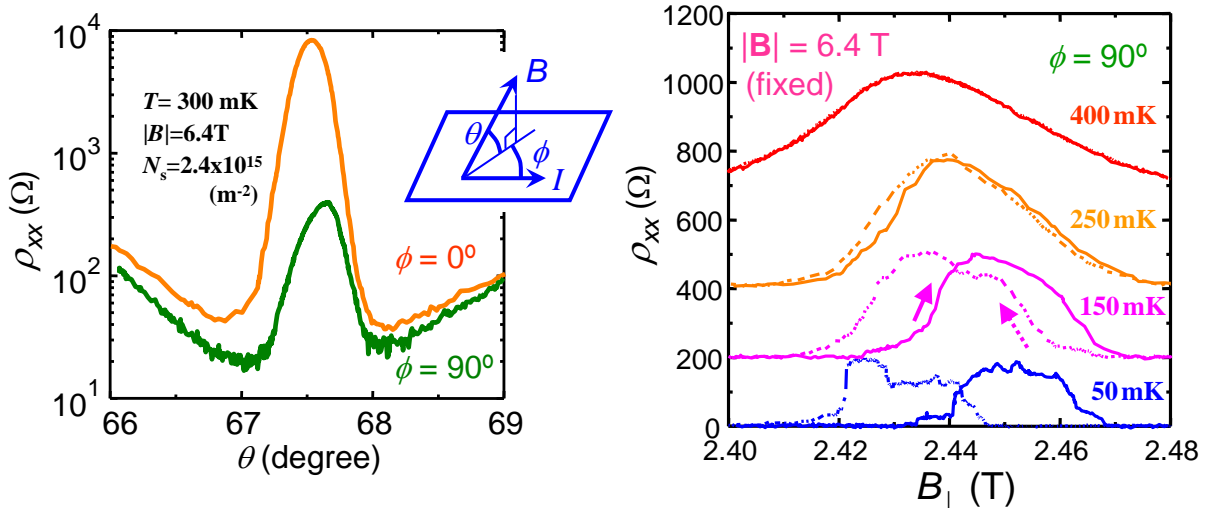 10⁴
10³
10²
10¹
ρxx (Ω)
T= 300 mK
|B|=6.4T
Ns=2.4x10¹⁵
(m⁻²)
B
θ
ϕ
I
ϕ = 0º
ϕ = 90º
66 67 68 69
θ (degree)
1200
1000
800
600
400
200
0
ρxx (Ω)
|B| = 6.4 T
(fixed)
ϕ = 90º
400 mK
250 mK
150 mK
50 mK
2.40 2.42 2.44 2.46 2.48
B⊥ (T)